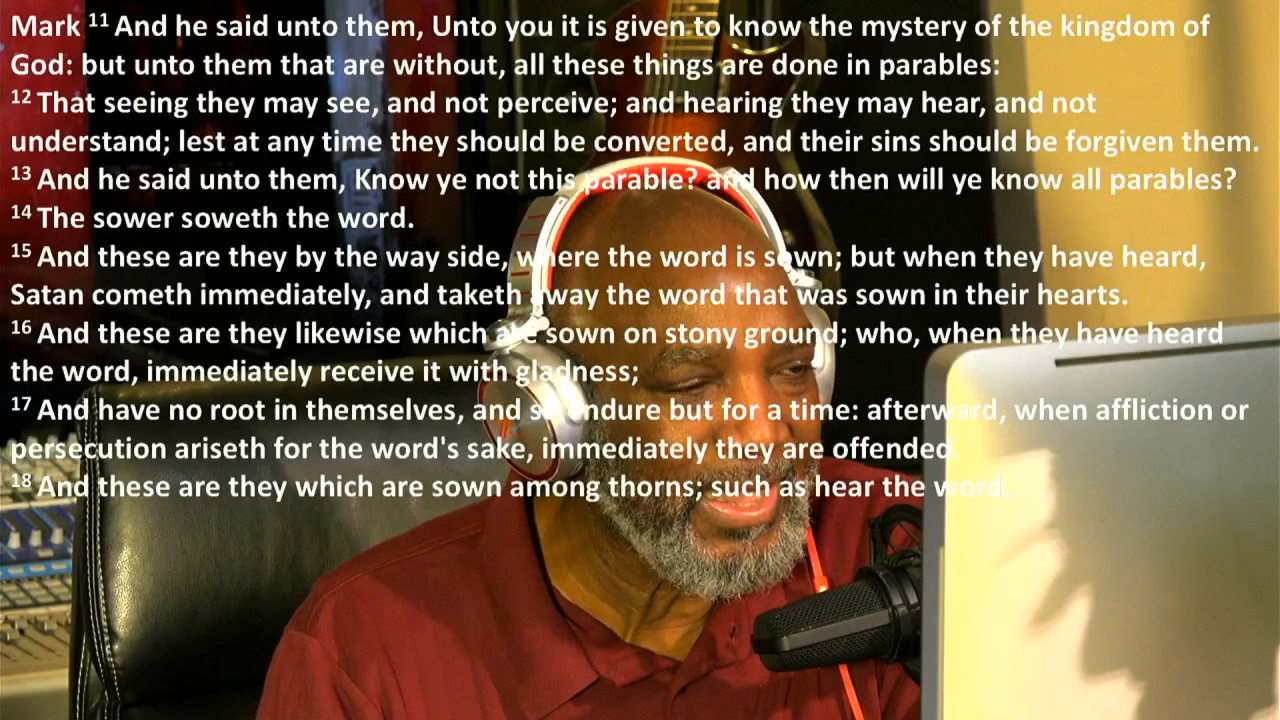 Mark 11 And he said unto them, Unto you it is given to know the mystery of the kingdom of
God: but unto them that are without, all these things are done in parables:
12 That seeing they may see, and not perceive; and hearing they may hear, and not
understand; lest at any time they should be converted, and their sins should be forgiven them.
13 And he said unto them, Know ye not this parable? and how then will ye know all parables?
14 The sower soweth the word.
15 And these are they by the way side, where the word is sown; but when they have heard,
Satan cometh immediately, and taketh away the word that was sown in their hearts.
16 And these are they likewise which are sown on stony ground; who, when they have heard
the word, immediately receive it with gladness;
17 And have no root in themselves, and so endure but for a time: afterward, when affliction or
persecution ariseth for the word's sake, immediately they are offended.
18 And these are they which are sown among thorns; such as hear the word,